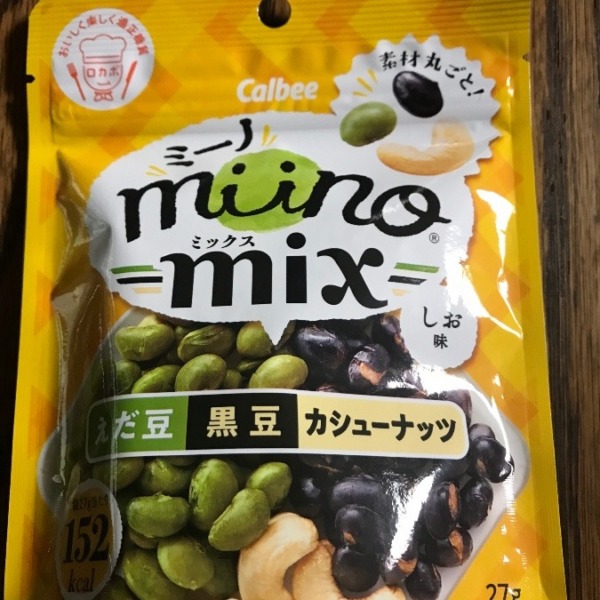 おいしく楽しく適正糖質
ロカボ
Calbee
素材丸ごと!
ミーノ
miino®
ミックス
mix
しお
味
えだ豆 黒豆 カシューナッツ
152
kcal
27g